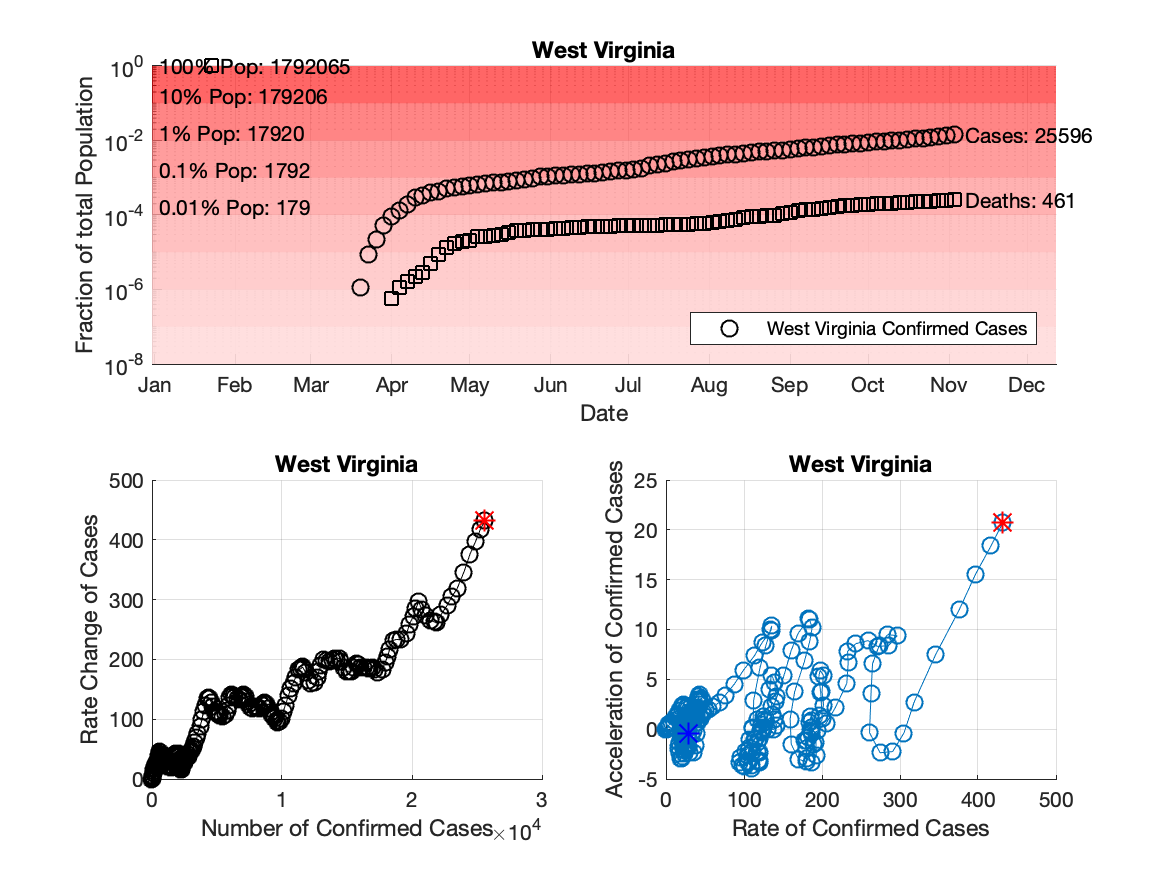 West Virginia
Fraction of total Population
10^0
10^-2
10^-4
10^-6
10^-8
100% Pop: 1792065
10% Pop: 179206
1% Pop: 17920
0.1% Pop: 1792
0.01% Pop: 179
Cases: 25596
Deaths: 461
West Virginia Confirmed Cases
Jan Feb Mar Apr May Jun Jul Aug Sep Oct Nov Dec
Date
West Virginia
Rate Change of Cases
500
400
300
200
100
0
0 1 2 3
Number of Confirmed Cases
×10^4
West Virginia
Acceleration of Confirmed Cases
25
20
15
10
5
0
-5
0 100 200 300 400 500
Rate of Confirmed Cases